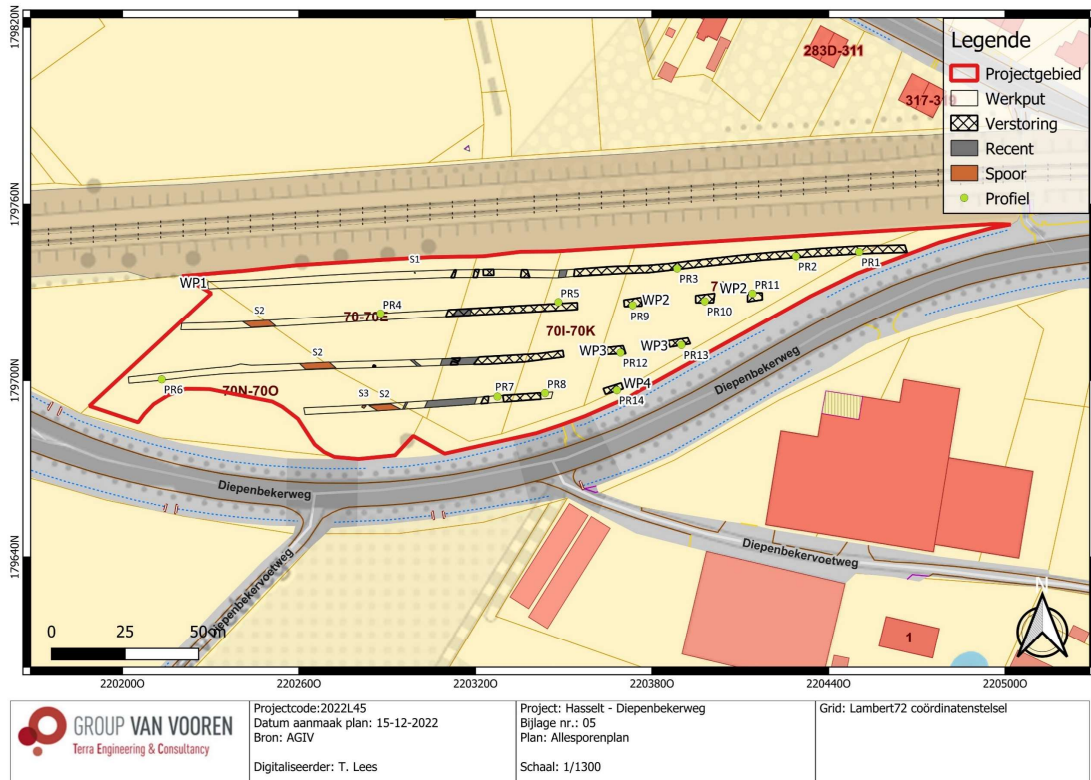 179820N
179760N
179700N
179640N
283D-311
317-319
Legende
Projectgebied
Werkput
Verstoring
Recent
Spoor
Profiel
S1
WP1
PR3
PR2
PR1
S2
PR4
70-70E
PR5
WP2
PR9
7
WP2
PR10
PR11
70I-70K
S2
WP3
PR12
WP3
PR13
PR6
70N-70O
S3
S2
PR7
PR8
WP4
PR14
Diepenbekerweg
Diepenbekerweg
Diepenbekervoetweg
Diepenbekervoetweg
1
N
0 25 50 m
220200O 220260O 220320O 220380O 220440O 220500O
GROUP VAN VOOREN
Terra Engineering & Consultancy
Projectcode:2022L45
Datum aanmaak plan: 15-12-2022
Bron: AGIV
Digitaliseerder: T. Lees
Project: Hasselt - Diepenbekerweg
Bijlage nr.: 05
Plan: Allesporenplan
Schaal: 1/1300
Grid: Lambert72 coördinatenstelsel